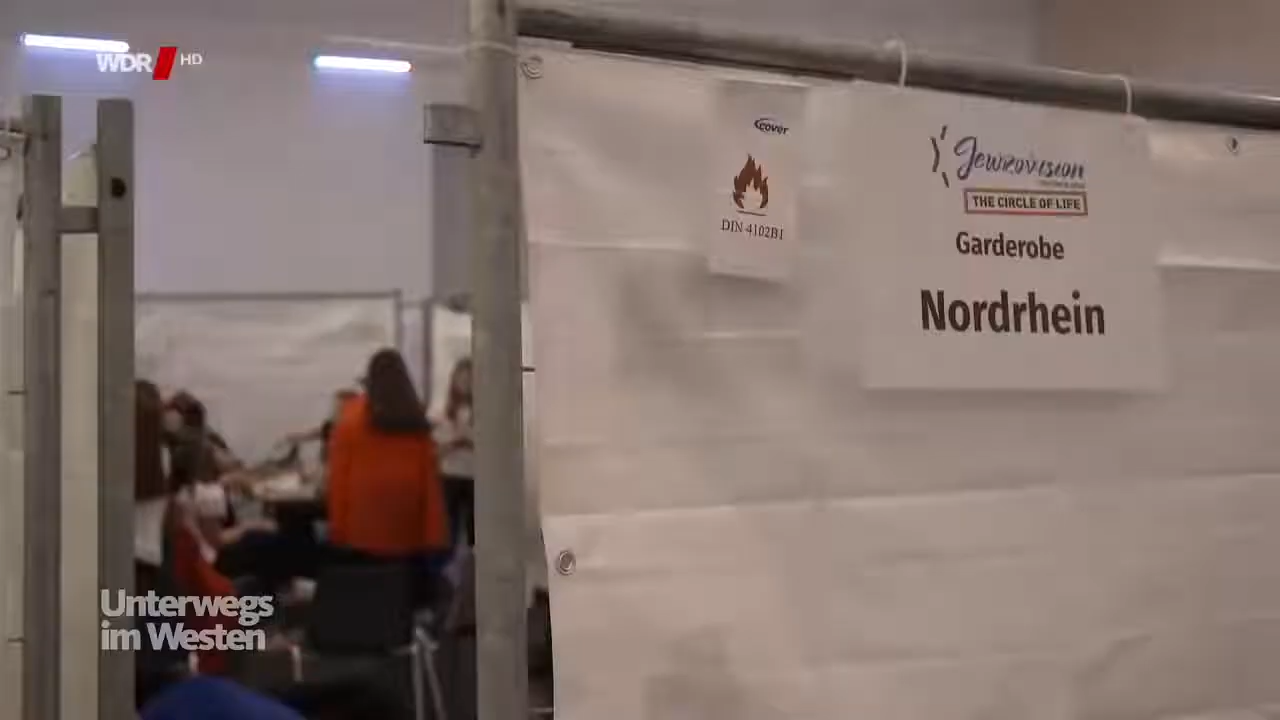 WDR HD
cover
DIN 4102B1
Jewrovision
THE CIRCLE OF LIFE
Garderobe
Nordrhein
Unterwegs
im Westen